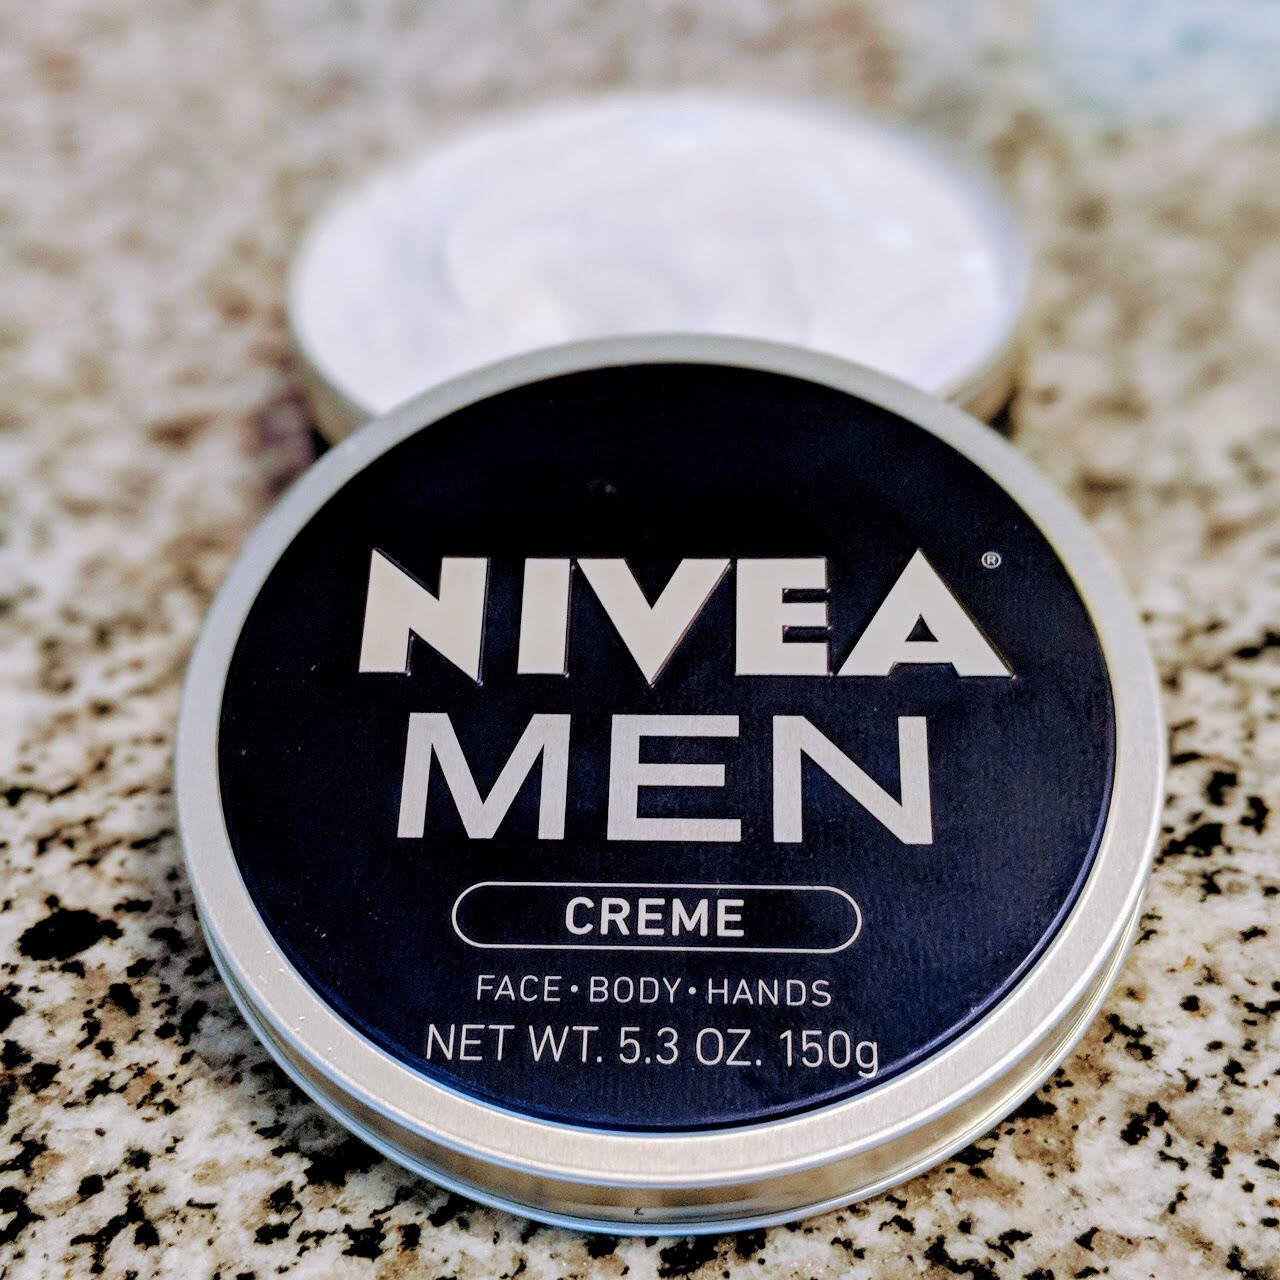 NIVEA®
MEN
CREME
FACE•BODY•HANDS
NET WT. 5.3 OZ. 150g